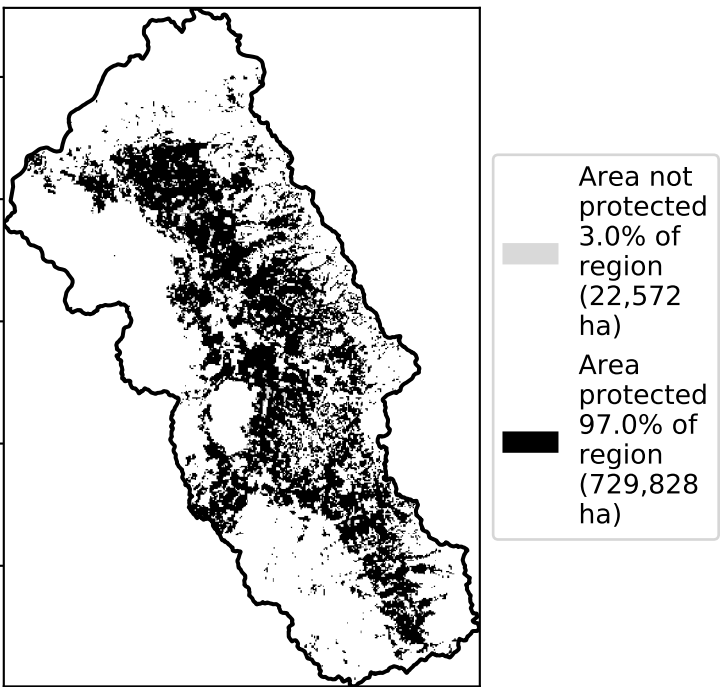 Area not
protected
3.0% of
region
(22,572
ha)
Area
protected
97.0% of
region
(729,828
ha)